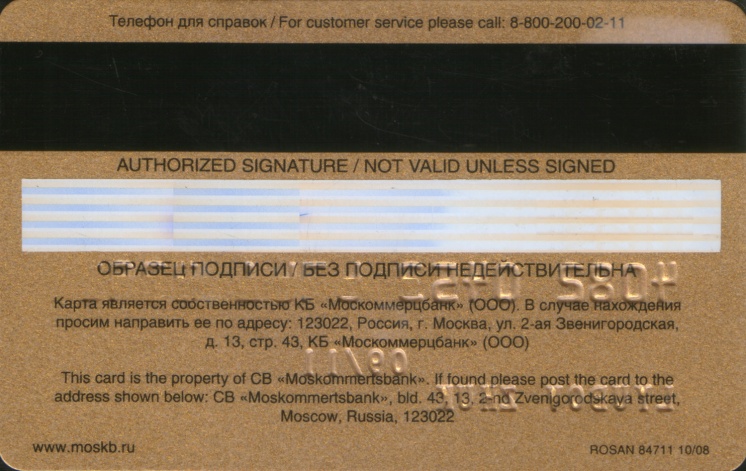 Телефон для справок / For customer service please call: 8-800-200-02-11
AUTHORIZED SIGNATURE / NOT VALID UNLESS SIGNED
ОБРАЗЕЦ ПОДПИСИ / БЕЗ ПОДПИСИ НЕДЕЙСТВИТЕЛЬНА
Карта является собственностью КБ «Москоммерцбанк» (ООО). В случае нахождения
просим направить ее по адресу: 123022, Россия, г. Москва, ул. 2-ая Звенигородская,
д. 13, стр. 43, КБ «Москоммерцбанк» (ООО)
This card is the property of CB «Moskommertsbank». If found please post the card to the
address shown below: CB «Moskommertsbank», bld. 43, 13, 2-nd Zvenigorodskaya street,
Moscow, Russia, 123022
www.moskb.ru
ROSAN 84711 10/08